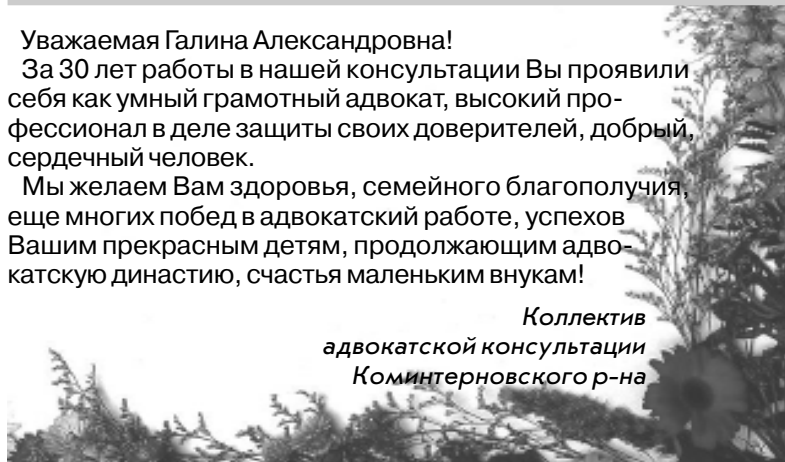 Уважаемая Галина Александровна!
За 30 лет работы в нашей консультации Вы проявили
себя как умный грамотный адвокат, высокий про-
фессионал в деле защиты своих доверителей, добрый,
сердечный человек.
Мы желаем Вам здоровья, семейного благополучия,
еще многих побед в адвокатский работе, успехов
Вашим прекрасным детям, продолжающим адво-
катскую династию, счастья маленьким внукам!
Коллектив
адвокатской консультации
Коминтерновского р-на